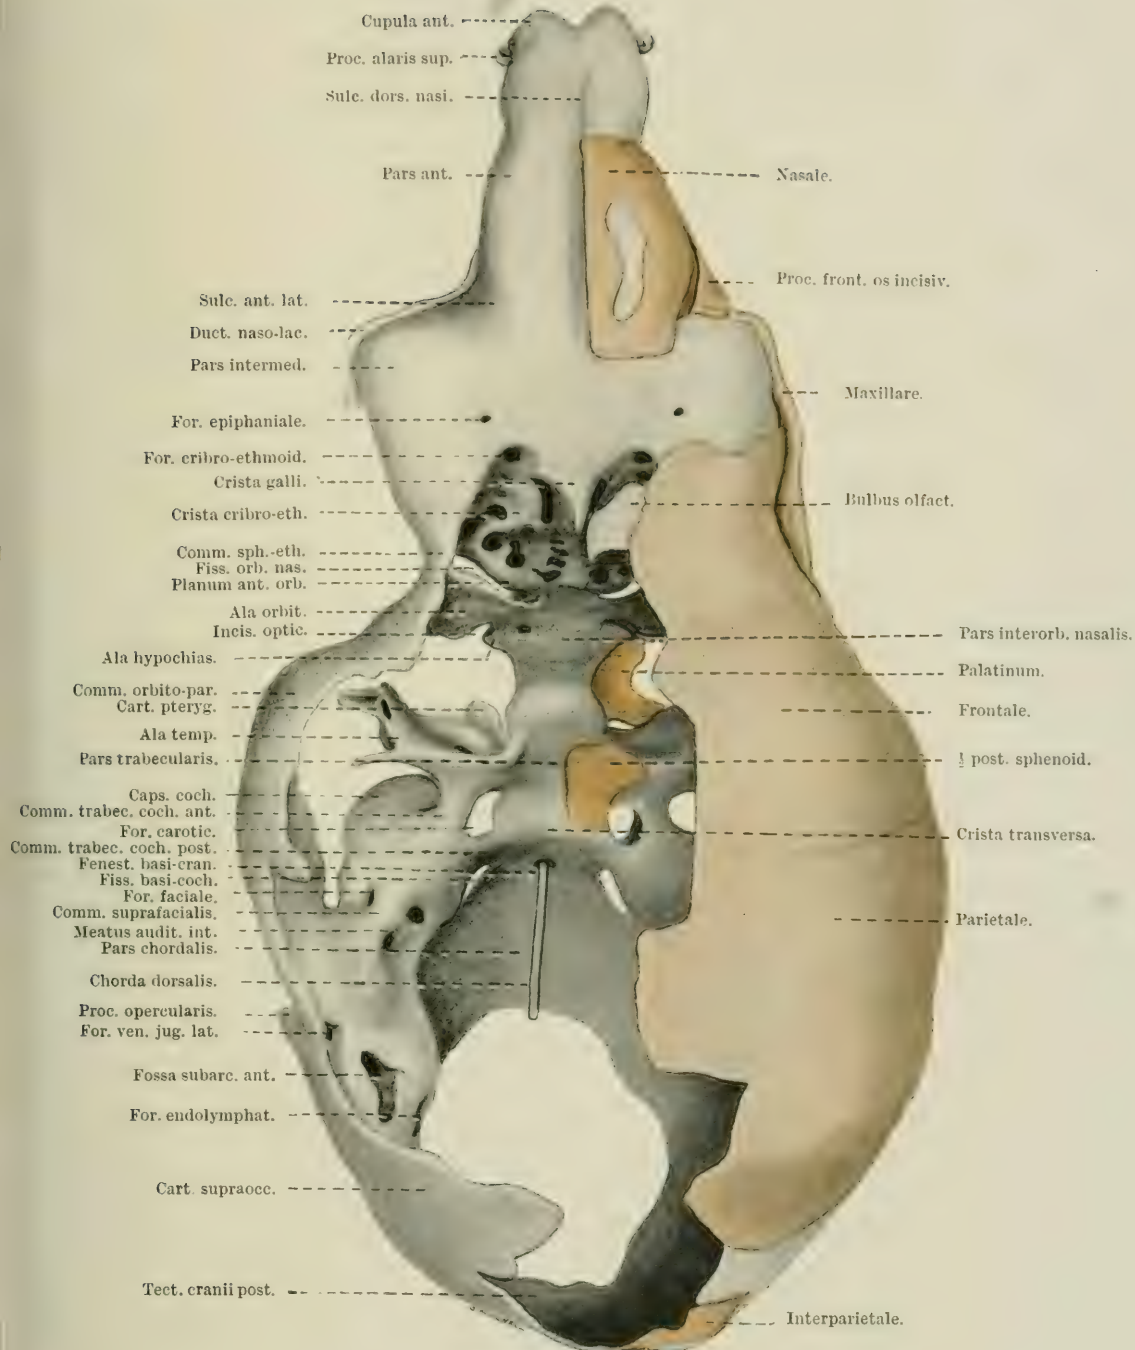 Cupula ant.
Proc. alaris sup.
Sulc. dors. nasi.
Pars ant.
Sulc. ant. lat.
Duct. naso-lac.
Pars intermed.
For. epiphaniale.
For. cribro-ethmoid.
Crista galli.
Crista cribro-eth.
Comm. sph.-eth.
Fiss. orb. nas.
Planum ant. orb.
Ala orbit.
Incis. optic.
Ala hypochias.
Comm. orbito-par.
Cart. pteryg.
Ala temp.
Pars trabecularis.
Caps. coch.
Comm. trabec. coch. ant.
For. carotic.
Comm. trabec. coch. post.
Fenest. basi-cran.
Fiss. basi-coch.
For. faciale.
Comm. suprafacialis.
Meatus audit. int.
Pars chordalis.
Chorda dorsalis.
Proc. opercularis.
For. ven. jug. lat.
Fossa subarc. ant.
For. endolymphat.
Cart. supraocc.
Tect. cranii post.
Nasale.
Proc. front. os incisiv.
Maxillare.
Bulbus olfact.
Pars interorb. nasalis.
Palatinum.
Frontale.
post. sphenoid.
Crista transversa.
Parietale.
Interparietale.